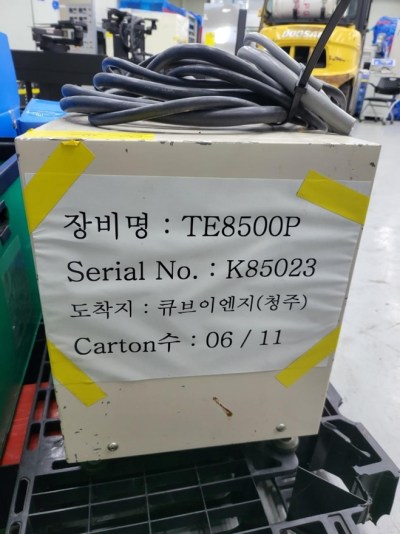 DOOSAN
장비명 : TE8500P
Serial No. : K85023
도착지 : 큐브이엔지(청주)
Carton수 : 06 / 11